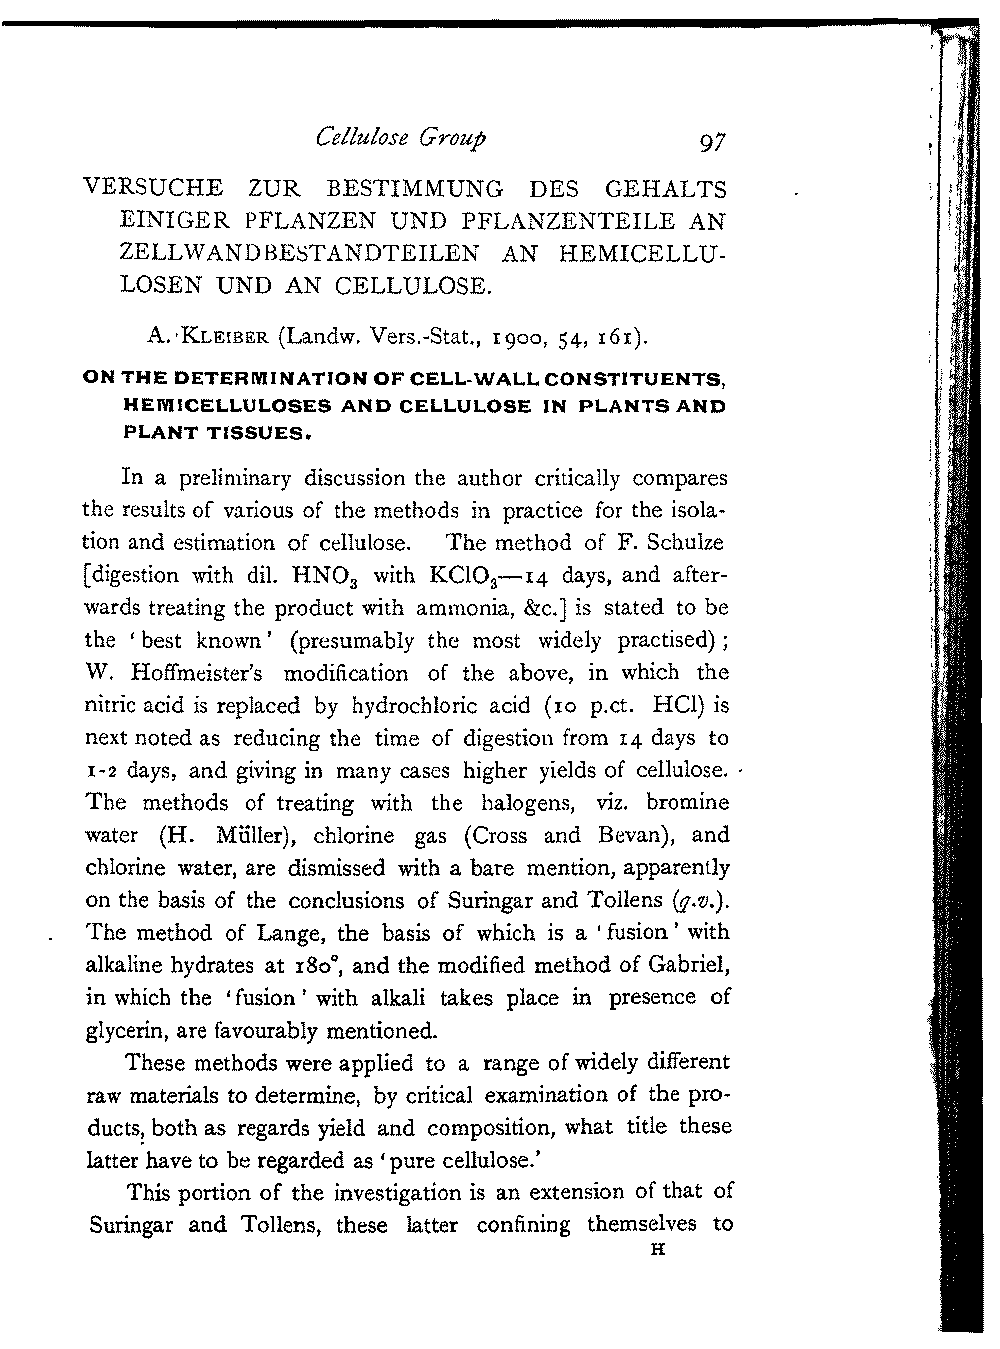 Cellulose Group 97
VERSUCHE ZUR BESTIMMUNG DES GEHALTS
EINIGER PFLANZEN UND PFLANZENTEILE AN
ZELLWANDBESTANDTEILEN AN HEMICELLU-
LOSEN UND AN CELLULOSE.
A. KLEIBER (Landw. Vers.-Stat., 1900, 54, 161).
ON THE DETERMINATION OF CELL-WALL CONSTITUENTS,
HEMICELLULOSES AND CELLULOSE IN PLANTS AND
PLANT TISSUES.
In a preliminary discussion the author critically compares
the results of various of the methods in practice for the isola-
tion and estimation of cellulose. The method of F. Schulze
[digestion with dil. HNO₃ with KClO₃—14 days, and after-
wards treating the product with ammonia, &c.] is stated to be
the ‘best known’ (presumably the most widely practised);
W. Hoffmeister’s modification of the above, in which the
nitric acid is replaced by hydrochloric acid (10 p.ct. HCl) is
next noted as reducing the time of digestion from 14 days to
1-2 days, and giving in many cases higher yields of cellulose.
The methods of treating with the halogens, viz. bromine
water (H. Müller), chlorine gas (Cross and Bevan), and
chlorine water, are dismissed with a bare mention, apparently
on the basis of the conclusions of Suringar and Tollens (q.v.).
The method of Lange, the basis of which is a ‘fusion’ with
alkaline hydrates at 180°, and the modified method of Gabriel,
in which the ‘fusion’ with alkali takes place in presence of
glycerin, are favourably mentioned.
These methods were applied to a range of widely different
raw materials to determine, by critical examination of the pro-
ducts, both as regards yield and composition, what title these
latter have to be regarded as ‘pure cellulose.’
This portion of the investigation is an extension of that of
Suringar and Tollens, these latter confining themselves to
H